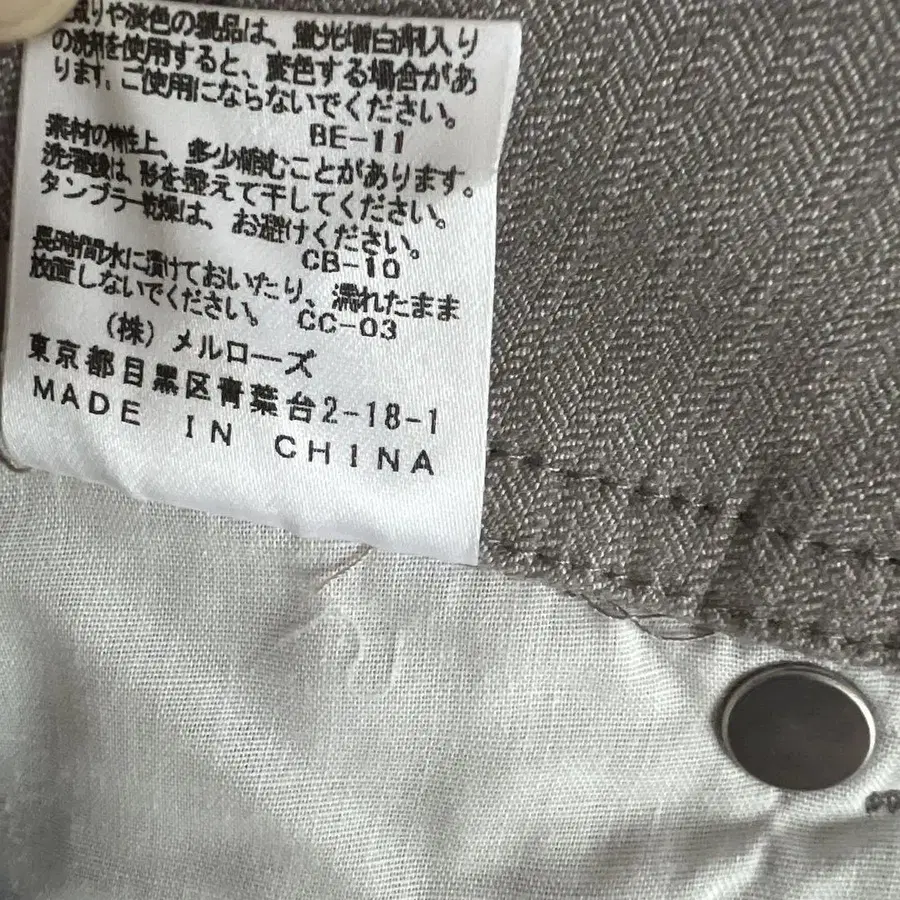 成りや淡色の製品は、蛍光増白剤入り
の洗剤を使用すると、変色する場合があ
ります。ご使用にならないでください。
BE-11
素材の特性上、多少縮むことがあります。
洗濯後は、形を整えて干してください。
タンブラー乾燥は、お避けください。
CB-10
長時間水に漬けておいたり、濡れたまま
放置しないでください。 CC-03
(株)メルローズ
東京都目黒区青葉台2-18-1
MADE IN CHINA